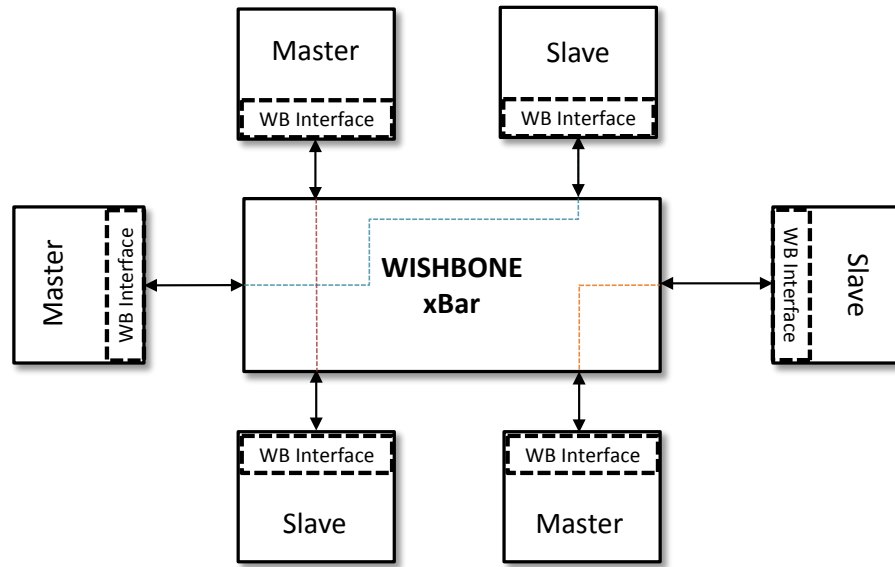 Master
WB Interface
Slave
WB Interface
Master
WB Interface
WISHBONE
xBar
WB Interface
Slave
WB Interface
Slave
WB Interface
Master